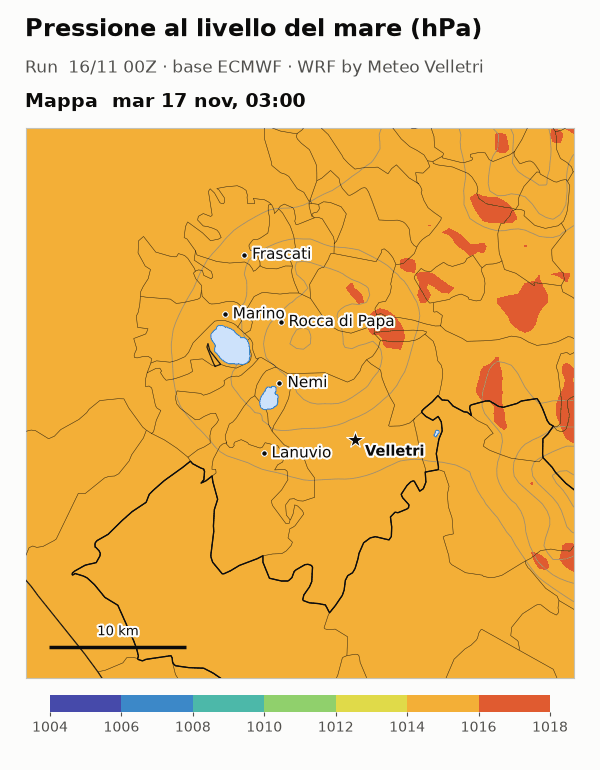 Pressione al livello del mare (hPa)
Run  16/11 00Z · base ECMWF · WRF by Meteo Velletri
Mappa  mar 17 nov, 03:00
Frascati
Marino
Rocca di Papa
Nemi
Velletri
Lanuvio
10 km
1004 1006 1008 1010 1012 1014 1016 1018